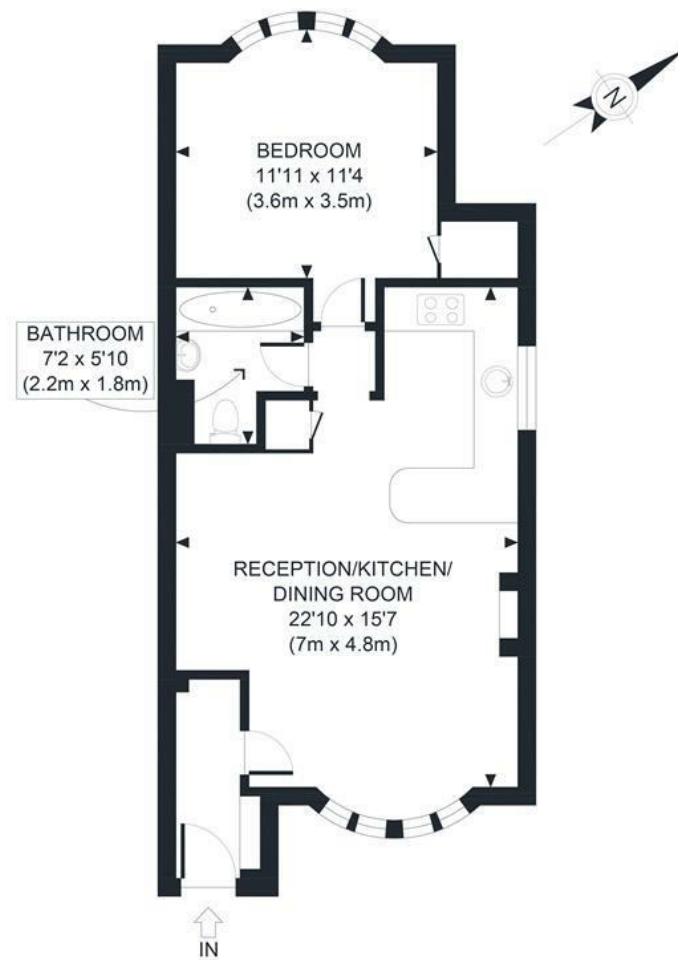 BEDROOM
11'11 x 11'4
(3.6m x 3.5m)
N
BATHROOM
7'2 x 5'10
(2.2m x 1.8m)
RECEPTION/KITCHEN/
DINING ROOM
22'10 x 15'7
(7m x 4.8m)
IN